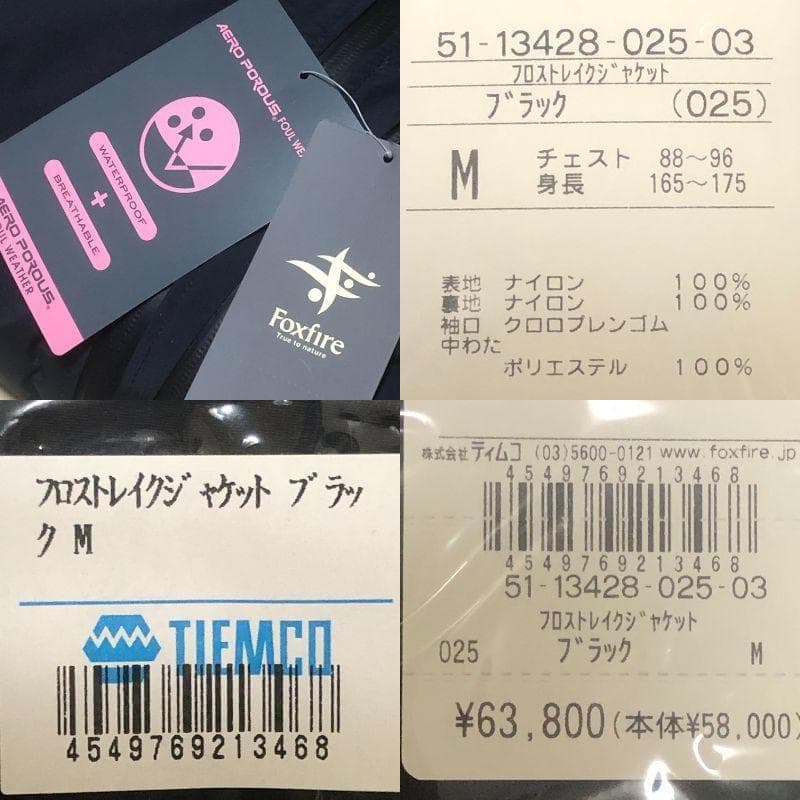 AERO POROUS®
FOUL WEA
WATERPROOF
+
BREATHABLE
AERO POROUS®
FOUL WEATHER
Foxfire
True to nature
51-13428-025-03
フロストレイクジャケット
ブラック (025)
M チェスト 88～96
身長 165～175
表地 ナイロン 100%
裏地 ナイロン 100%
袖口 クロロプレンゴム
中わた
ポリエステル 100%
フロストレイクジャケット ブラッ
ク M
TIEMCO
4549769213468
株式会社ティムコ (03)5600-0121 www.foxfire.jp
4549769213468
4549769213468
51-13428-025-03
フロストレイクジャケット
025 ブラック M
¥63,800(本体¥58,000)